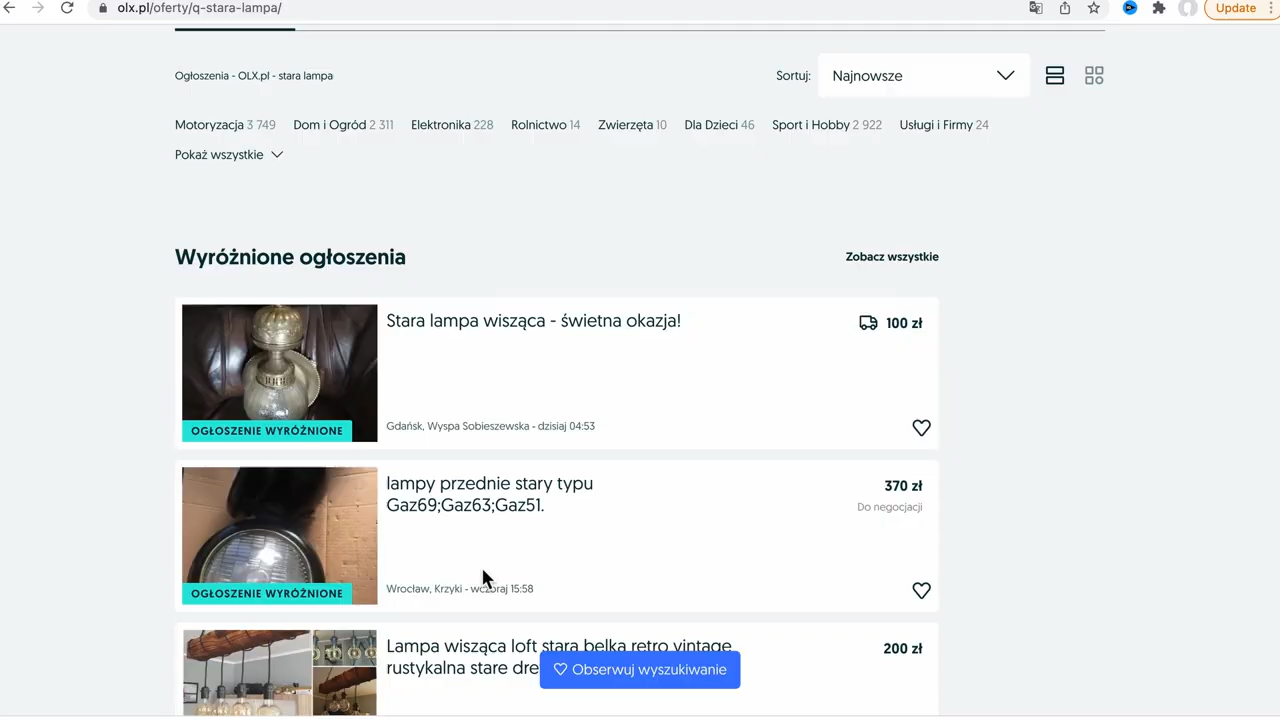 olx.pl/oferty/q-stara-lampa/
Update
Ogłoszenia - OLX.pl - stara lampa
Sortuj:
Najnowsze
Motoryzacja 3 749 Dom i Ogród 2 311 Elektronika 228 Rolnictwo 14 Zwierzęta 10 Dla Dzieci 46 Sport i Hobby 2 922 Usługi i Firmy 24
Pokaż wszystkie
Wyróżnione ogłoszenia
Zobacz wszystkie
Stara lampa wisząca - świetna okazja!
100 zł
OGŁOSZENIE WYRÓŻNIONE
Gdańsk, Wyspa Sobieszewska - dzisiaj 04:53
lampy przednie stary typu
Gaz69;Gaz63;Gaz51.
370 zł
Do negocjacji
OGŁOSZENIE WYRÓŻNIONE
Wrocław, Krzyki - wczoraj 15:58
Lampa wisząca loft stara belka retro vintage
rustykalna stare dre
200 zł
Obserwuj wyszukiwanie